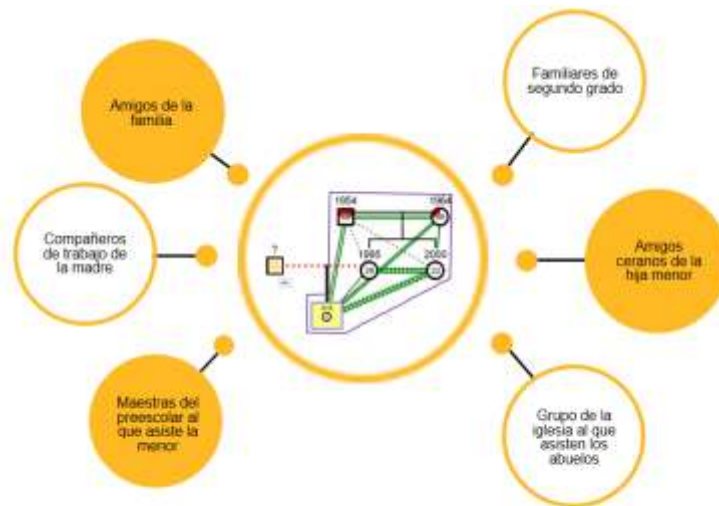 Amigos de la
familia
Familiares de
segundo grado
Compañeros
de trabajo de
la madre
Amigos
ceranos de la
hija menor
Maestras del
preescolar al
que asiste la
menor
Grupo de la
iglesia al que
asisten los
abuelos
1964
?
2000